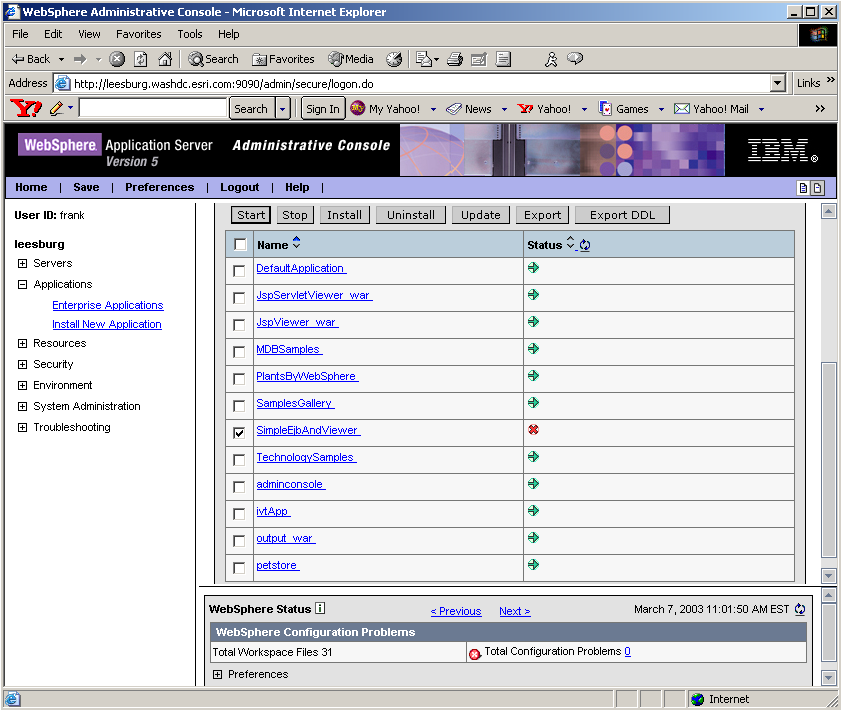 WebSphere Administrative Console - Microsoft Internet Explorer
File Edit View Favorites Tools Help
Back Search Favorites Media
Address http://leesburg.washdc.esri.com:9090/admin/secure/logon.do Links »
Y! Search Sign In My Yahoo! News Yahoo! Games Yahoo! Mail »
WebSphere Application Server Administrative Console IBM®
Version 5
Home | Save | Preferences | Logout | Help |
User ID: frank
leesburg
Servers
Applications
Enterprise Applications
Install New Application
Resources
Security
Environment
System Administration
Troubleshooting
Start Stop Install Uninstall Update Export Export DDL
Name Status
DefaultApplication
JspServletViewer_war
JspViewer_war
MDBSamples
PlantsByWebSphere
SamplesGallery
SimpleEjbAndViewer
TechnologySamples
adminconsole
ivtApp
output_war
petstore
WebSphere Status i < Previous Next > March 7, 2003 11:01:50 AM EST
WebSphere Configuration Problems
Total Workspace Files 31 Total Configuration Problems 0
Preferences
Internet